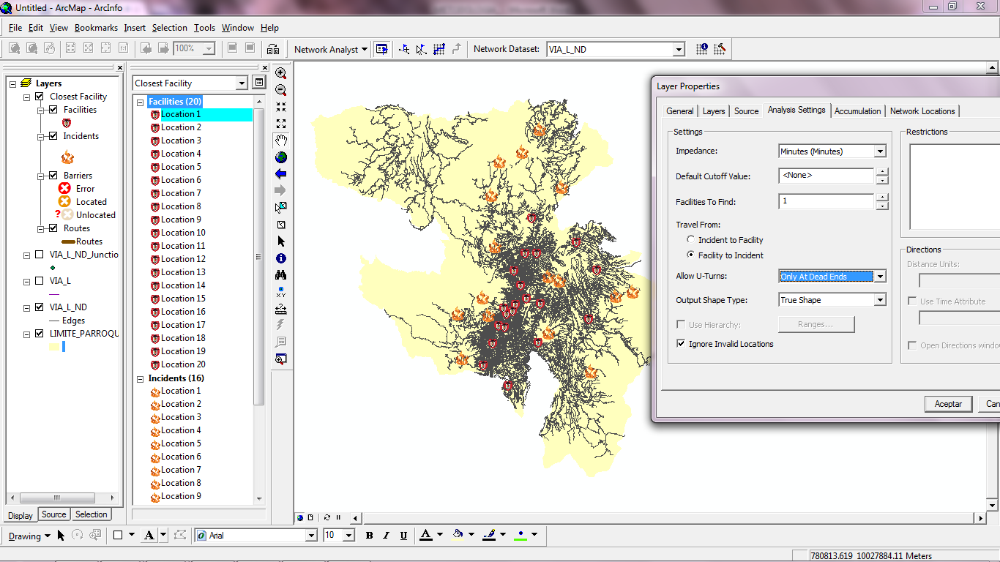 Untitled - ArcMap - ArcInfo
File Edit View Bookmarks Insert Selection Tools Window Help
1:1 100% Network Analyst Network Dataset: VIA_L_ND
Layers
Closest Facility
Facilities
Incidents
Barriers
Error
Located
? Unlocated
Routes
Routes
VIA_L_ND_Junctio
VIA_L
VIA_L_ND
Edges
LIMITE_PARROQU
Display Source Selection
Closest Facility
Facilities (20)
Location 1
Location 2
Location 3
Location 4
Location 5
Location 6
Location 7
Location 8
Location 9
Location 10
Location 11
Location 12
Location 13
Location 14
Location 15
Location 16
Location 17
Location 18
Location 19
Location 20
Incidents (16)
Location 1
Location 2
Location 3
Location 4
Location 5
Location 6
Location 7
Location 8
Location 9
XY
Layer Properties
General Layers Source Analysis Settings Accumulation Network Locations
Settings
Impedance: Minutes (Minutes)
Default Cutoff Value: <None>
Facilities To Find: 1
Travel From:
Incident to Facility
Facility to Incident
Allow U-Turns: Only At Dead Ends
Output Shape Type: True Shape
Use Hierarchy: Ranges...
Ignore Invalid Locations
Restrictions
Directions
Distance Units:
Use Time Attribute
Open Directions window
Aceptar Can
Drawing A Arial 10 B I U A
780813.619 10027884.11 Meters